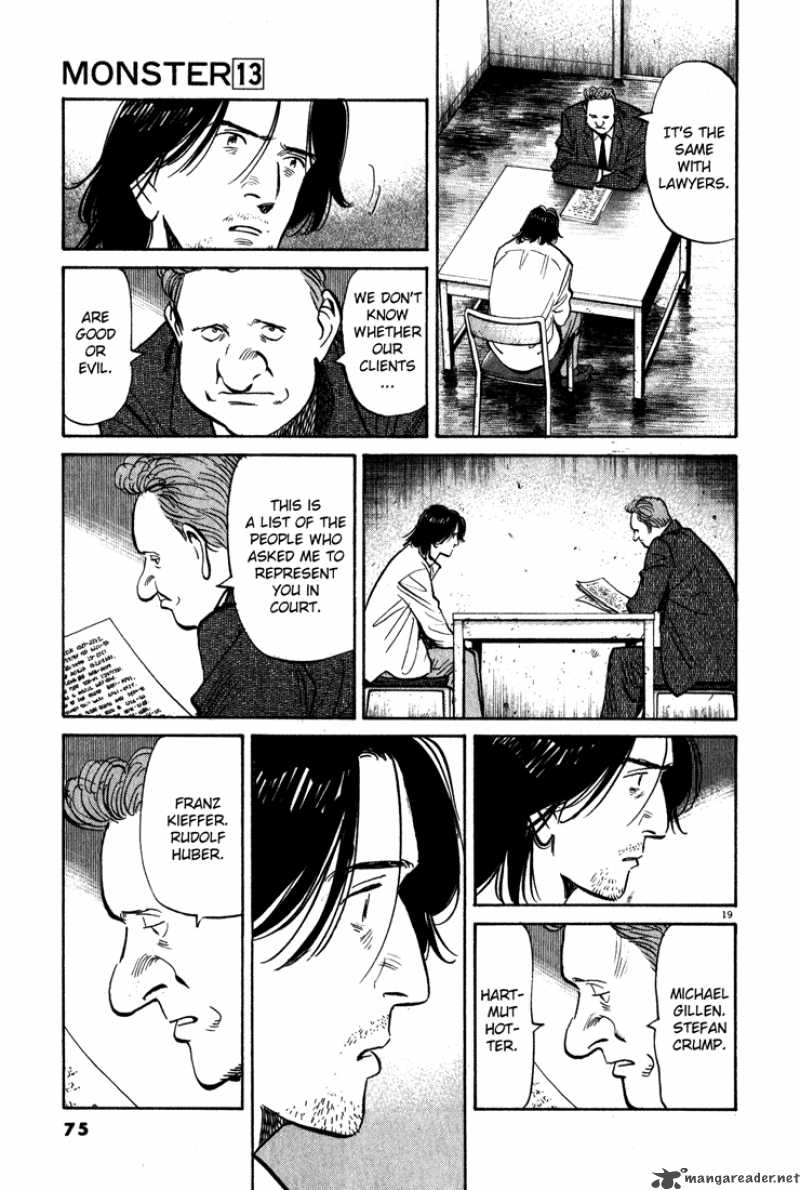 MONSTER 13
IT'S THE
SAME
WITH
LAWYERS.
WE DON'T
KNOW
WHETHER
OUR
CLIENTS
...
ARE
GOOD
OR
EVIL.
THIS IS
A LIST OF THE
PEOPLE WHO
ASKED ME TO
REPRESENT
YOU IN
COURT.
MICHAEL
GILLEN.
STEFAN
CRUMP.
HART-
MUT
HOT-
TER.
FRANZ
KIEFFER.
RUDOLF
HUBER.
19
75
mangareader.net